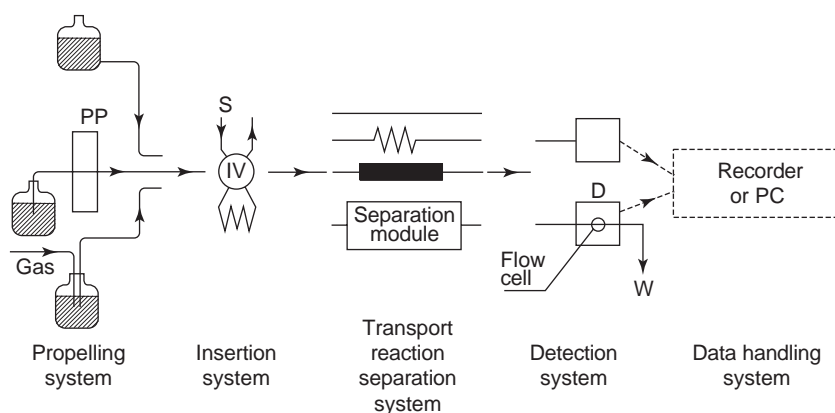 PP
S
IV
Gas
Separation
module
D
Flow
cell
W
Recorder
or PC
Propelling
system
Insertion
system
Transport
reaction
separation
system
Detection
system
Data handling
system